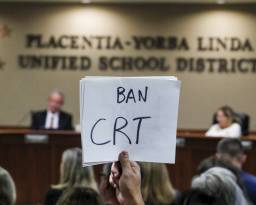 PLACENTIA-YORBA LINDA
UNIFIED SCHOOL DISTRICT
BAN
CRT